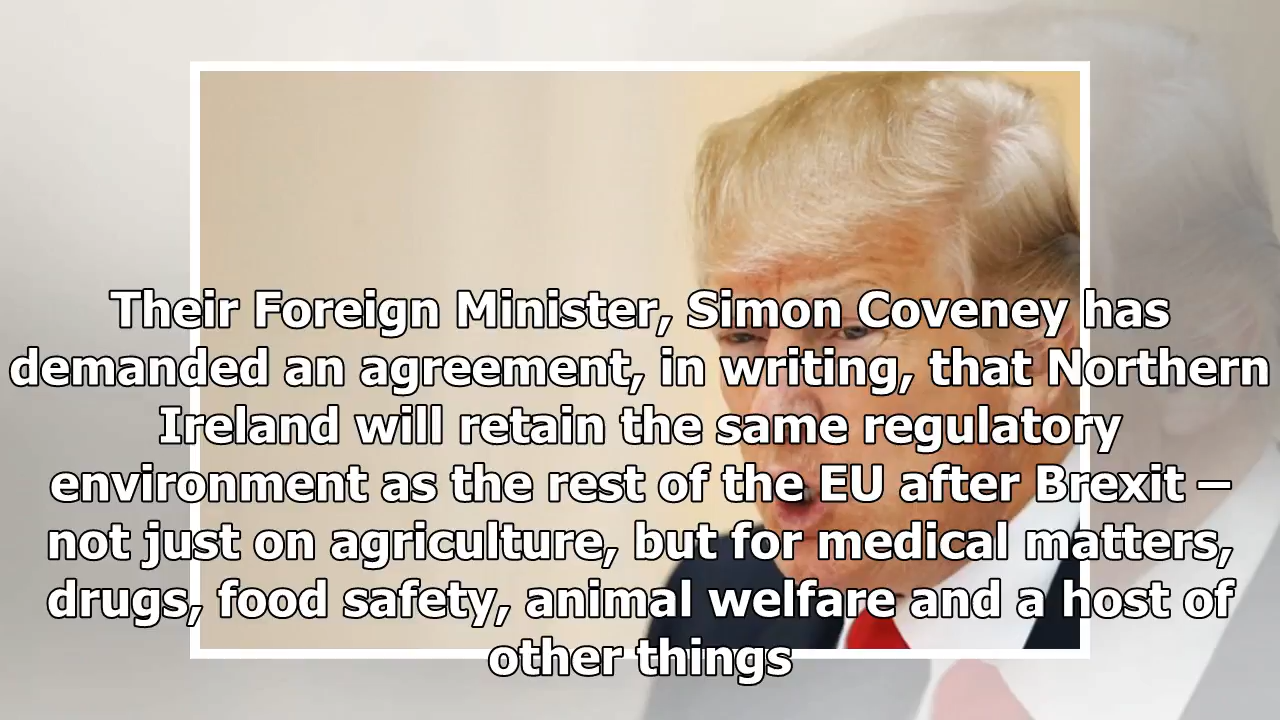 Their Foreign Minister, Simon Coveney has
demanded an agreement, in writing, that Northern
Ireland will retain the same regulatory
environment as the rest of the EU after Brexit –
not just on agriculture, but for medical matters,
drugs, food safety, animal welfare and a host of
other things